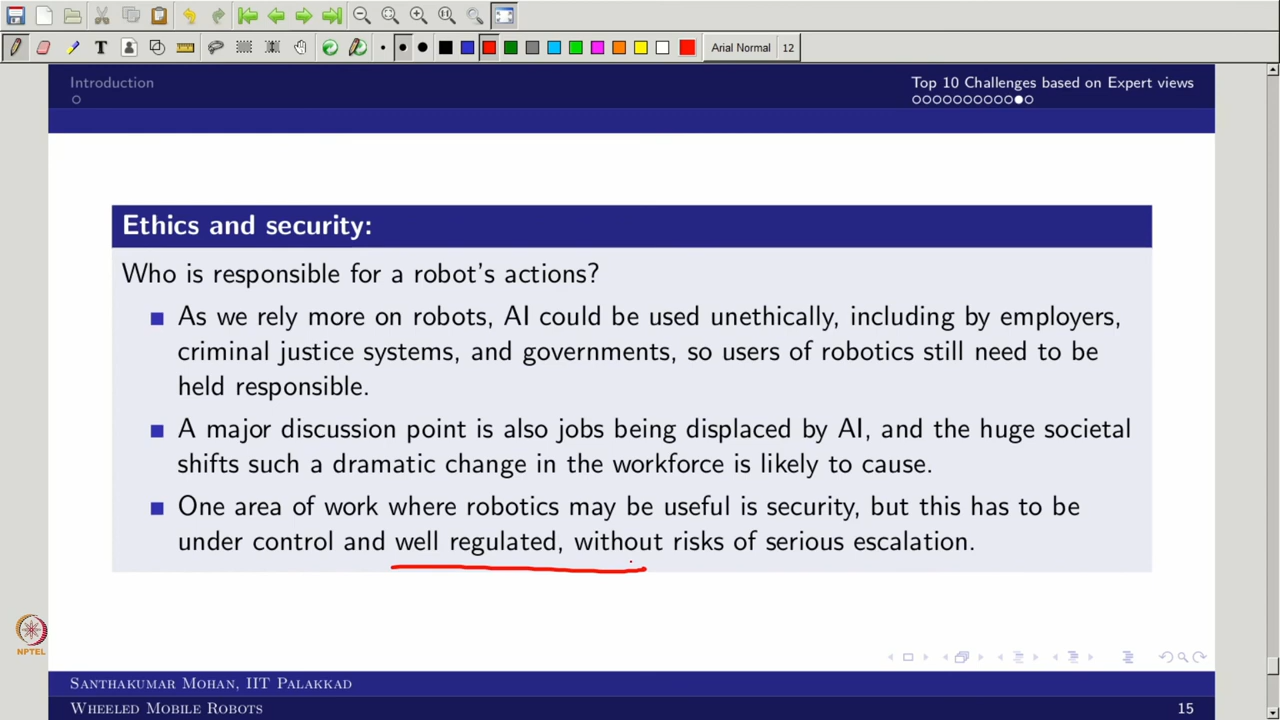 Arial Normal 12
Introduction
Top 10 Challenges based on Expert views
Ethics and security:
Who is responsible for a robot's actions?
As we rely more on robots, AI could be used unethically, including by employers,
criminal justice systems, and governments, so users of robotics still need to be
held responsible.
A major discussion point is also jobs being displaced by AI, and the huge societal
shifts such a dramatic change in the workforce is likely to cause.
One area of work where robotics may be useful is security, but this has to be
under control and well regulated, without risks of serious escalation.
NPTEL
Santhakumar Mohan, IIT Palakkad
Wheeled Mobile Robots 15